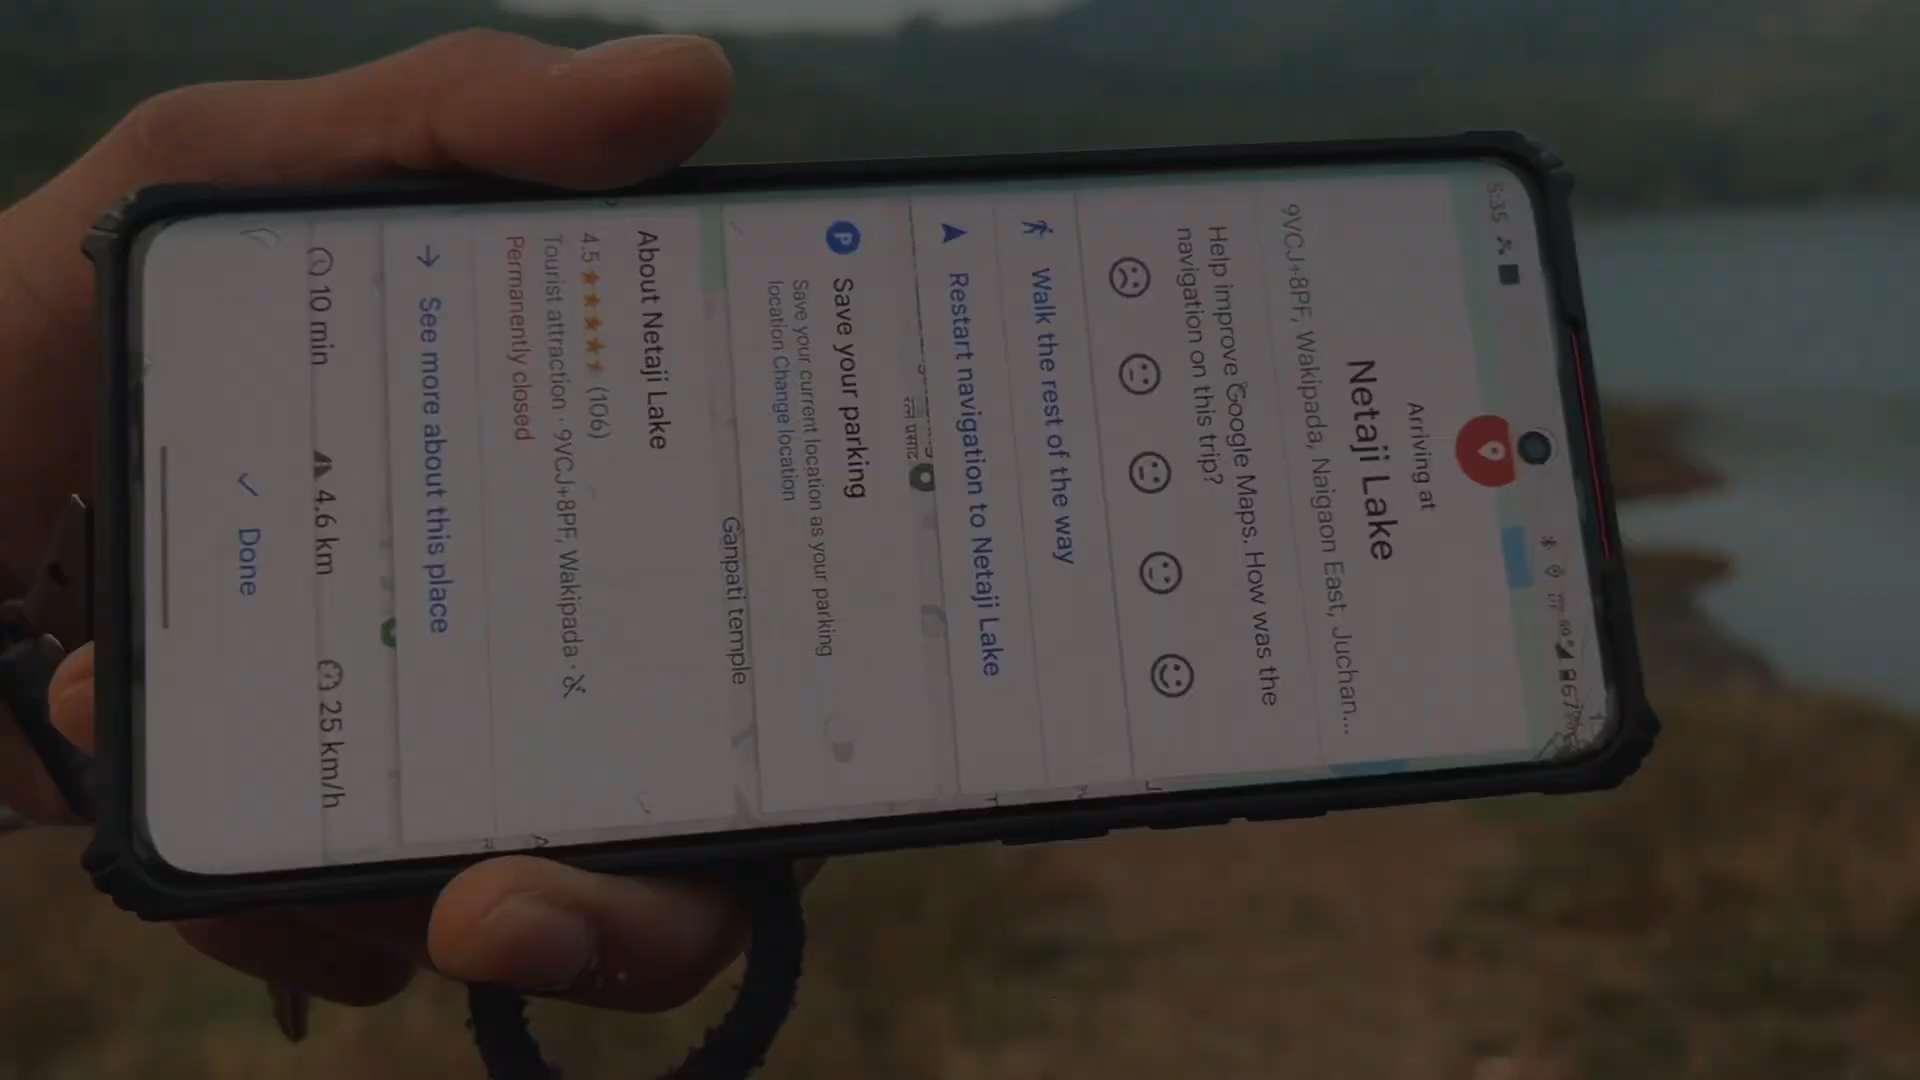 5:35
67%
Arriving at
Netaji Lake
9VCJ+8PF, Wakipada, Naigaon East, Juchan...
Help improve Google Maps. How was the
navigation on this trip?
Walk the rest of the way
Restart navigation to Netaji Lake
P
Save your parking
Save your current location as your parking
location Change location
Ganpati temple
About Netaji Lake
4.5 ★★★★★ (106)
Tourist attraction · 9VCJ+8PF, Wakipada ·
Permanently closed
See more about this place
10 min 4.6 km 25 km/h
Done